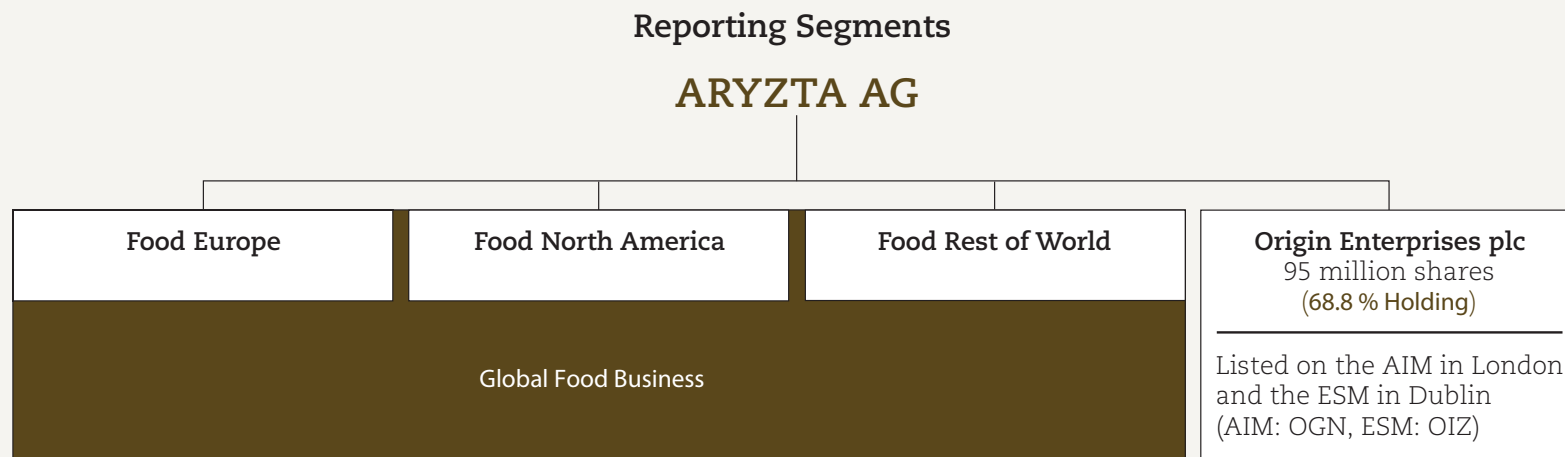 Reporting Segments
ARYZTA AG
Food Europe
Food North America
Food Rest of World
Origin Enterprises plc
95 million shares
(68.8 % Holding)
Global Food Business
Listed on the AIM in London
and the ESM in Dublin
(AIM: OGN, ESM: OIZ)